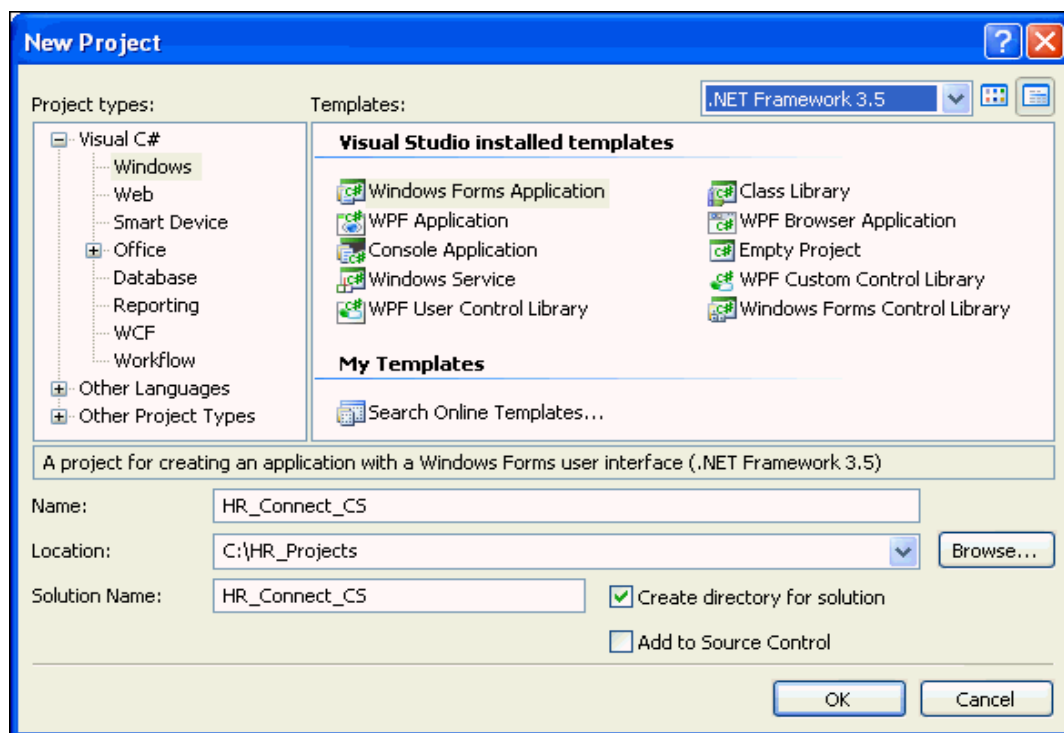 New Project
Project types:
Templates:
.NET Framework 3.5
Visual C#
Windows
Web
Smart Device
Office
Database
Reporting
WCF
Workflow
Other Languages
Other Project Types
Visual Studio installed templates
Windows Forms Application
Class Library
WPF Application
WPF Browser Application
Console Application
Empty Project
Windows Service
WPF Custom Control Library
WPF User Control Library
Windows Forms Control Library
My Templates
Search Online Templates...
A project for creating an application with a Windows Forms user interface (.NET Framework 3.5)
Name:
HR_Connect_CS
Location:
C:\HR_Projects
Browse...
Solution Name:
HR_Connect_CS
Create directory for solution
Add to Source Control
OK
Cancel